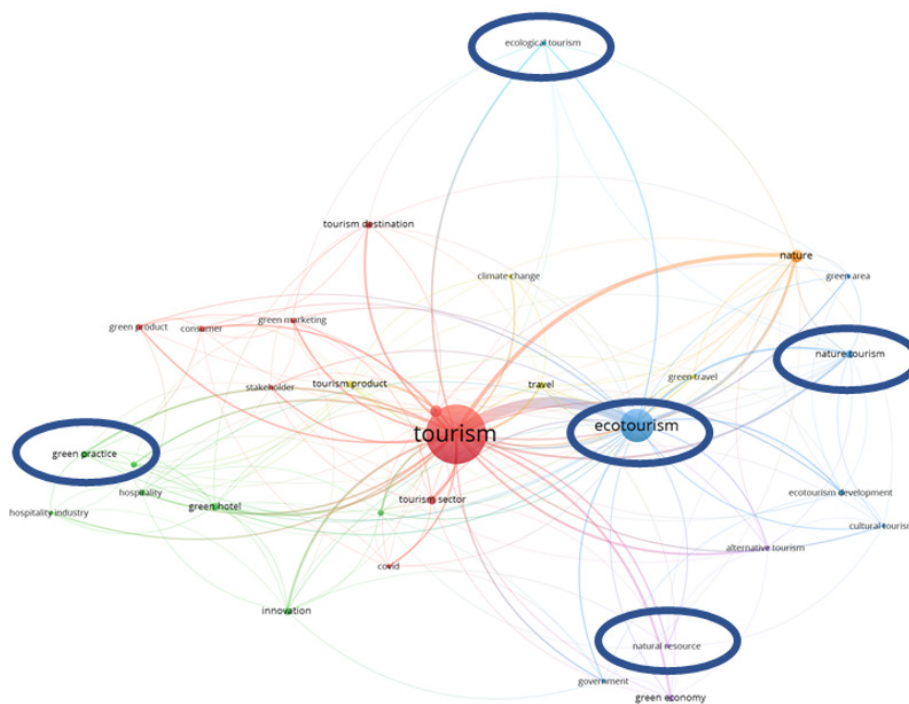 ecological tourism
tourism destination
nature
climate change
green area
green marketing
green product
consumer
nature tourism
green travel
stakeholder
tourism product
travel
ecotourism
tourism
green practice
hospitality
ecotourism development
tourism sector
green hotel
hospitality industry
cultural tourism
alternative tourism
covid
innovation
natural resource
government
green economy